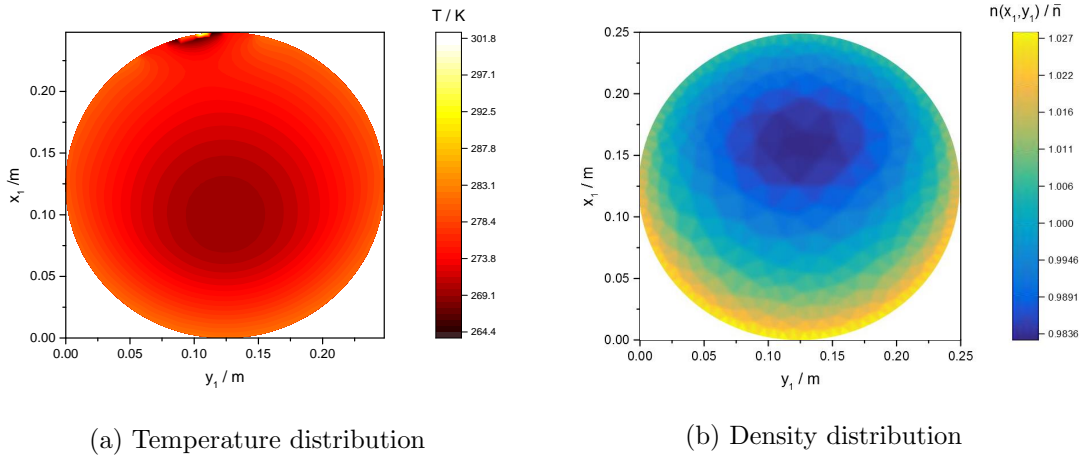 T / K
301.8
297.1
292.5
287.8
283.1
278.4
273.8
269.1
264.4
0.20
0.15
0.10
0.05
0.00
x₁ /m
0.00 0.05 0.10 0.15 0.20
y₁ / m
(a) Temperature distribution
n(x₁,y₁) / n̄
1.027
1.022
1.017
1.011
1.006
1.000
0.9946
0.9891
0.9836
0.25
0.20
0.15
0.10
0.05
0.00
x₁ / m
0.00 0.05 0.10 0.15 0.20 0.25
y₁ / m
(b) Density distribution